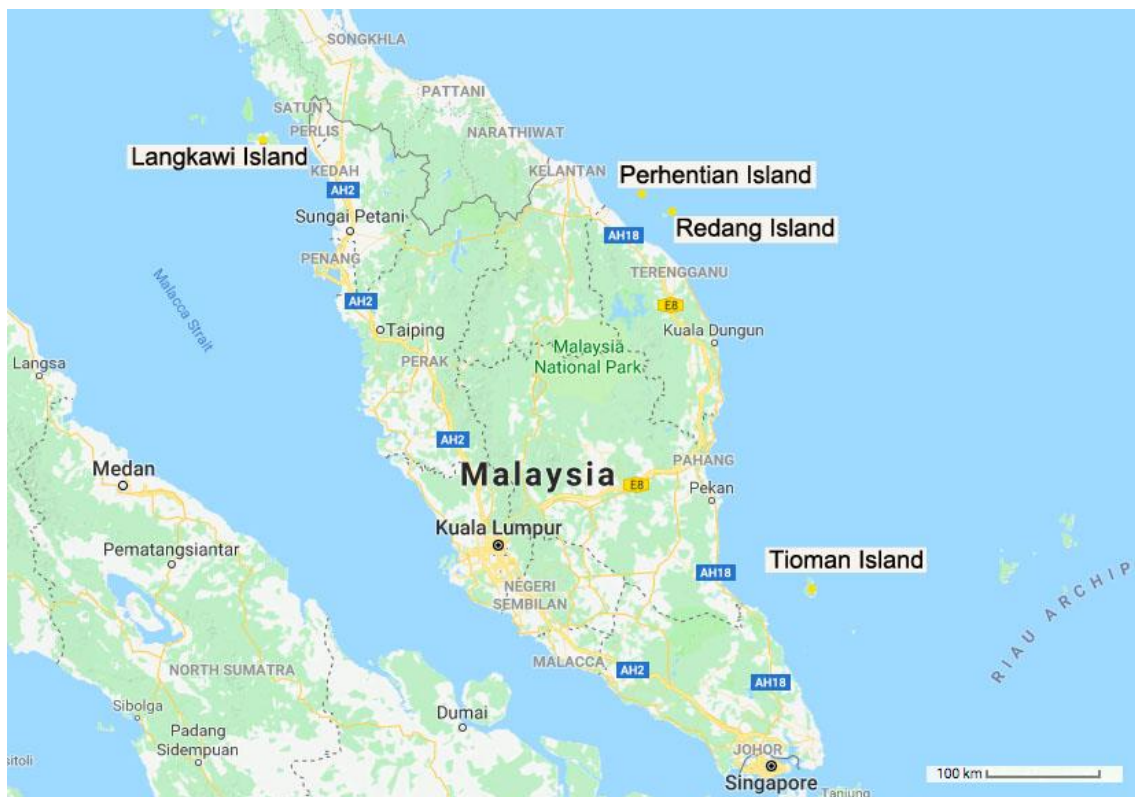 SONGKHLA
PATTANI
SATUN
PERLIS
NARATHIWAT
Langkawi Island
KEDAH
KELANTAN
Perhentian Island
AH2
Sungai Petani
Redang Island
AH18
PENANG
TERENGGANU
Malacca Strait
AH2
E8
Taiping
Kuala Dungun
Langsa
PERAK
Malaysia
National Park
AH2
Medan
Malaysia
PAHANG
E8
Pekan
Kuala Lumpur
Pematangsiantar
Tioman Island
AH18
NEGERI
SEMBILAN
RIAU ARCHIP
MALACCA
AH2
NORTH SUMATRA
AH18
Sibolga
Dumai
Padang
Sidempuan
JOHOR
sitoli
Singapore
100 km
Tanjung